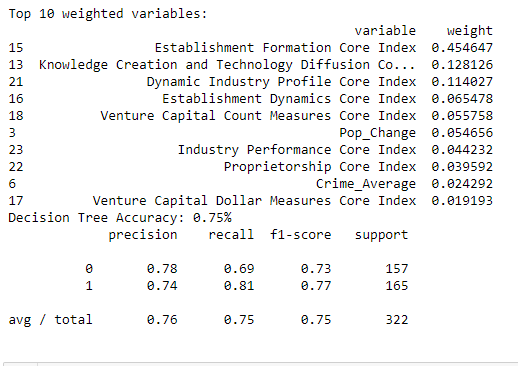 Top 10 weighted variables:
variable weight
15 Establishment Formation Core Index 0.454647
13 Knowledge Creation and Technology Diffusion Co... 0.128126
21 Dynamic Industry Profile Core Index 0.114027
16 Establishment Dynamics Core Index 0.065478
18 Venture Capital Count Measures Core Index 0.055758
3 Pop_Change 0.054656
23 Industry Performance Core Index 0.044232
22 Proprietorship Core Index 0.039592
6 Crime_Average 0.024292
17 Venture Capital Dollar Measures Core Index 0.019193
Decision Tree Accuracy: 0.75%
precision recall f1-score support
0 0.78 0.69 0.73 157
1 0.74 0.81 0.77 165
avg / total 0.76 0.75 0.75 322